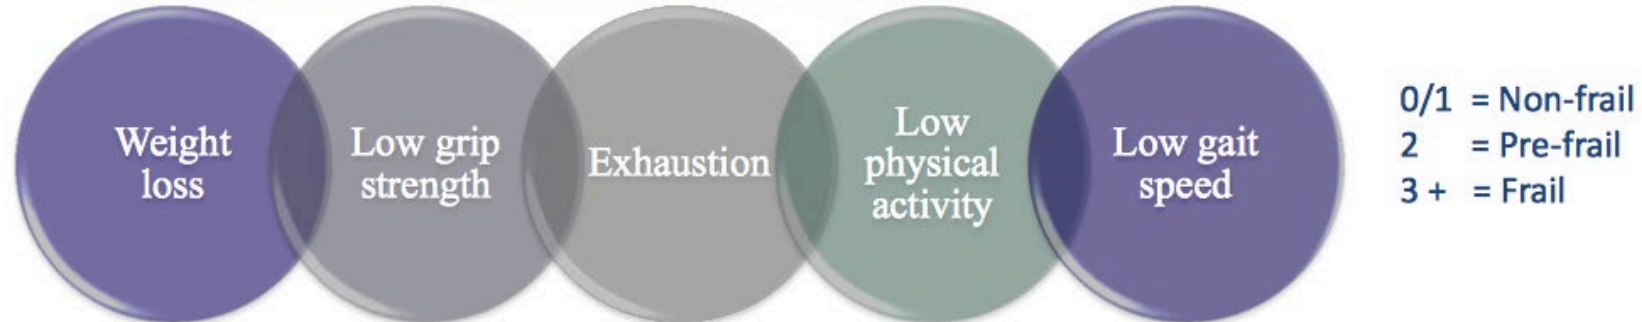 Weight
loss
Low grip
strength
Exhaustion
Low
physical
activity
Low gait
speed
0/1 = Non-frail
2 = Pre-frail
3 + = Frail